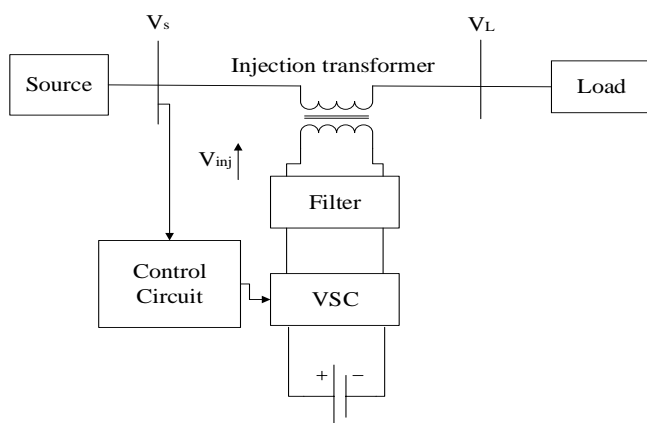 Vs
VL
Source
Injection transformer
Load
Vinj
Filter
Control
Circuit
VSC
+ −